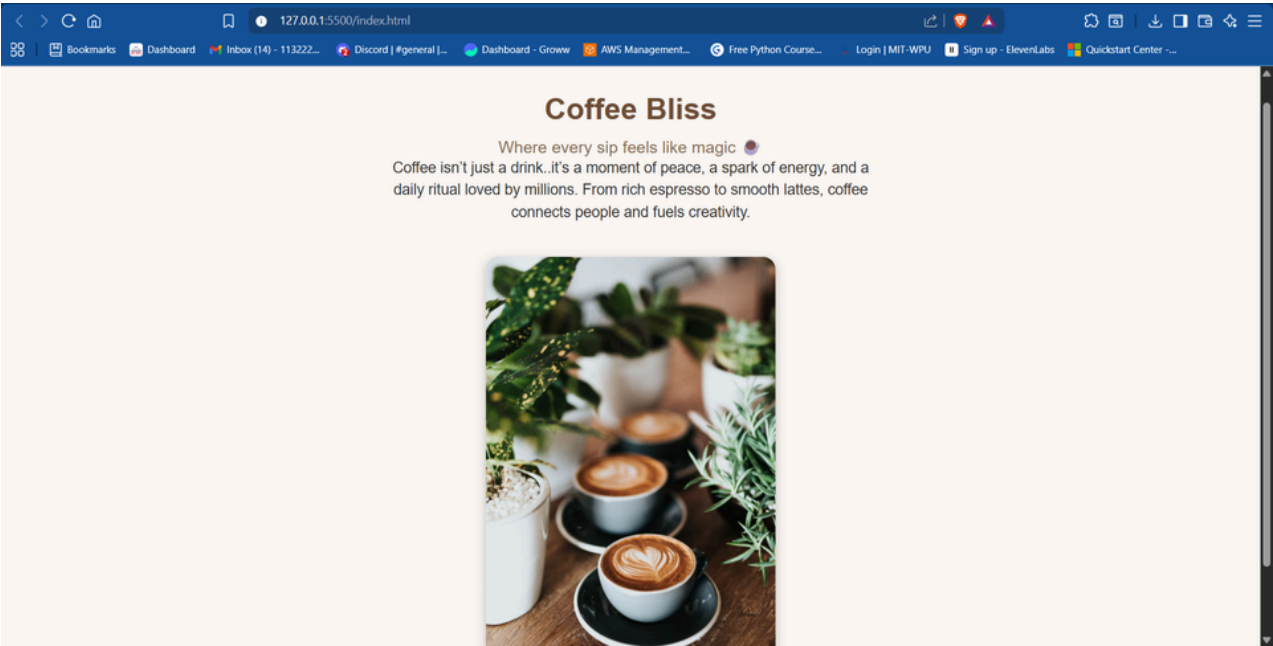 127.0.0.1:5500/index.html
Bookmarks Dashboard Inbox (14) - 113222... Discord | #general |... Dashboard - Groww AWS Management... Free Python Course... Login | MIT-WPU Sign up - ElevenLabs Quickstart Center -...
Coffee Bliss
Where every sip feels like magic
Coffee isn’t just a drink..it’s a moment of peace, a spark of energy, and a
daily ritual loved by millions. From rich espresso to smooth lattes, coffee
connects people and fuels creativity.